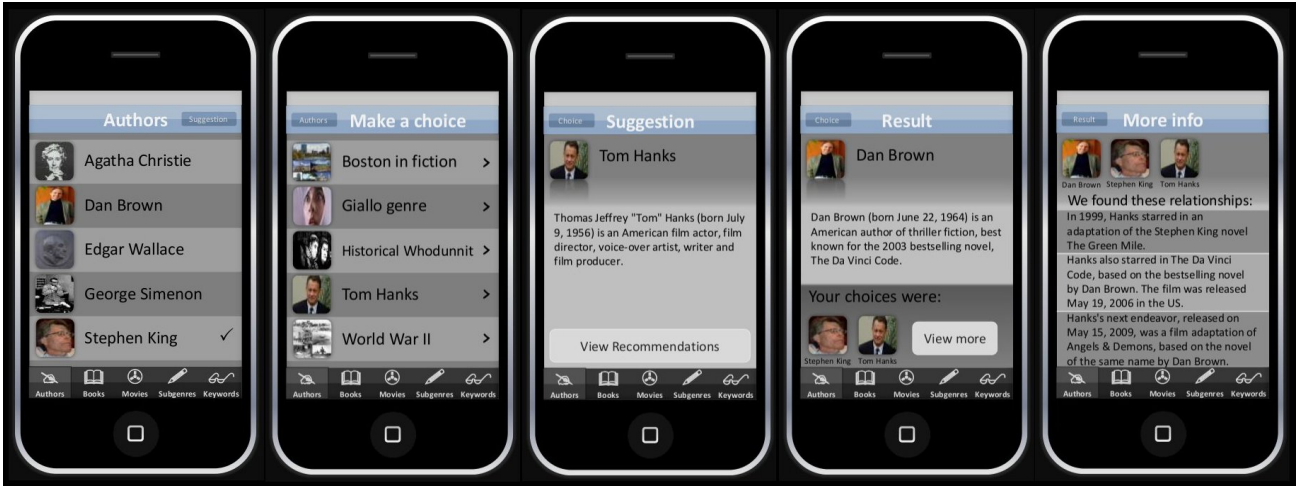 Authors
Suggestion
Agatha Christie
Dan Brown
Edgar Wallace
George Simenon
Stephen King ✓
Authors Books Movies Subgenres Keywords
Authors
Make a choice
Boston in fiction >
Giallo genre >
Historical Whodunnit >
Tom Hanks >
World War II >
Authors Books Movies Subgenres Keywords
Choice
Suggestion
Tom Hanks
Thomas Jeffrey "Tom" Hanks (born July
9, 1956) is an American film actor, film
director, voice-over artist, writer and
film producer.
View Recommendations
Authors Books Movies Subgenres Keywords
Choice
Result
Dan Brown
Dan Brown (born June 22, 1964) is an
American author of thriller fiction, best
known for the 2003 bestselling novel,
The Da Vinci Code.
Your choices were:
Stephen King Tom Hanks
View more
Authors Books Movies Subgenres Keywords
Result
More info
Dan Brown Stephen King Tom Hanks
We found these relationships:
In 1999, Hanks starred in an
adaptation of the Stephen King novel
The Green Mile.
Hanks also starred in The Da Vinci
Code, based on the bestselling novel
by Dan Brown. The film was released
May 19, 2006 in the US.
Hanks's next endeavor, released on
May 15, 2009, was a film adaptation of
Angels & Demons, based on the novel
of the same name by Dan Brown.
Authors Books Movies Subgenres Keywords